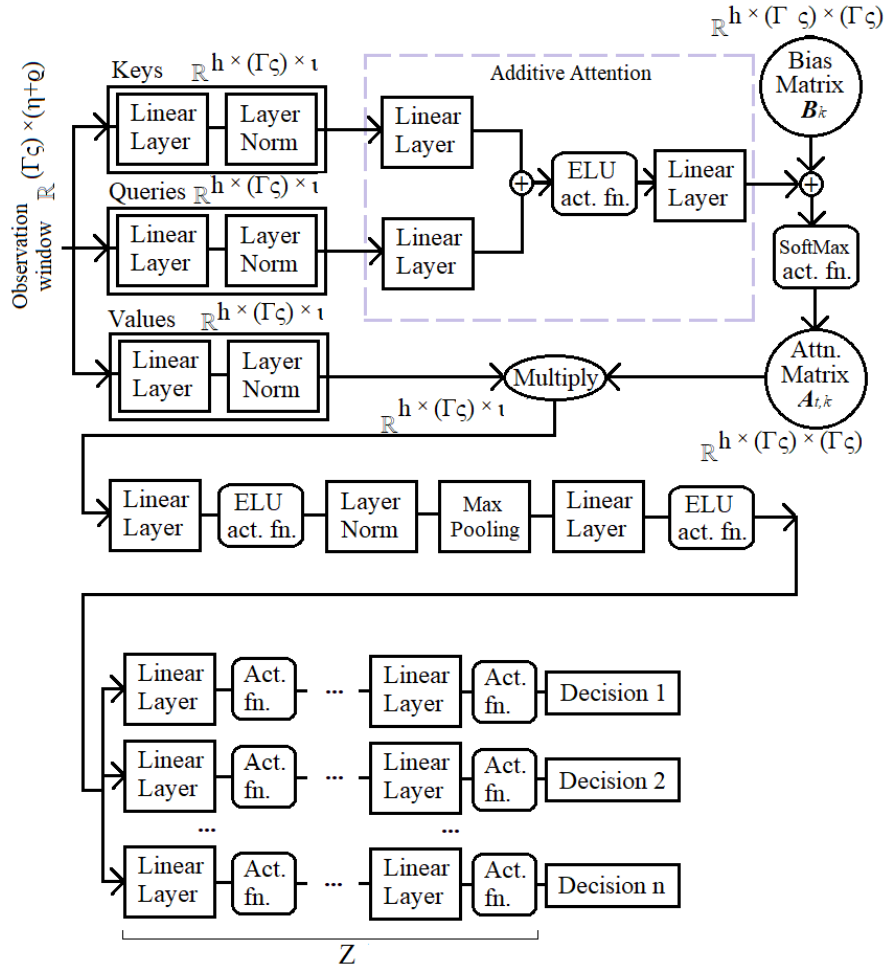 ℝ h × (Γ ς) × (Γς)
Keys ℝ h × (Γς) × ι
Linear Layer
Layer Norm
Additive Attention
Linear Layer
Bias Matrix B k
Observation window ℝ (Γς) × (η+ϱ)
Queries ℝ h × (Γς) × ι
Linear Layer
Layer Norm
Linear Layer
+
ELU act. fn.
Linear Layer
+
SoftMax act. fn.
Values ℝ h × (Γς) × ι
Linear Layer
Layer Norm
Multiply
Attn. Matrix A t,k
ℝ h × (Γς) × ι
ℝ h × (Γς) × (Γς)
Linear Layer
ELU act. fn.
Layer Norm
Max Pooling
Linear Layer
ELU act. fn.
Linear Layer
Act. fn.
...
Linear Layer
Act. fn.
Decision 1
Linear Layer
Act. fn.
...
Linear Layer
Act. fn.
Decision 2
...
...
Linear Layer
Act. fn.
...
Linear Layer
Act. fn.
Decision n
Z